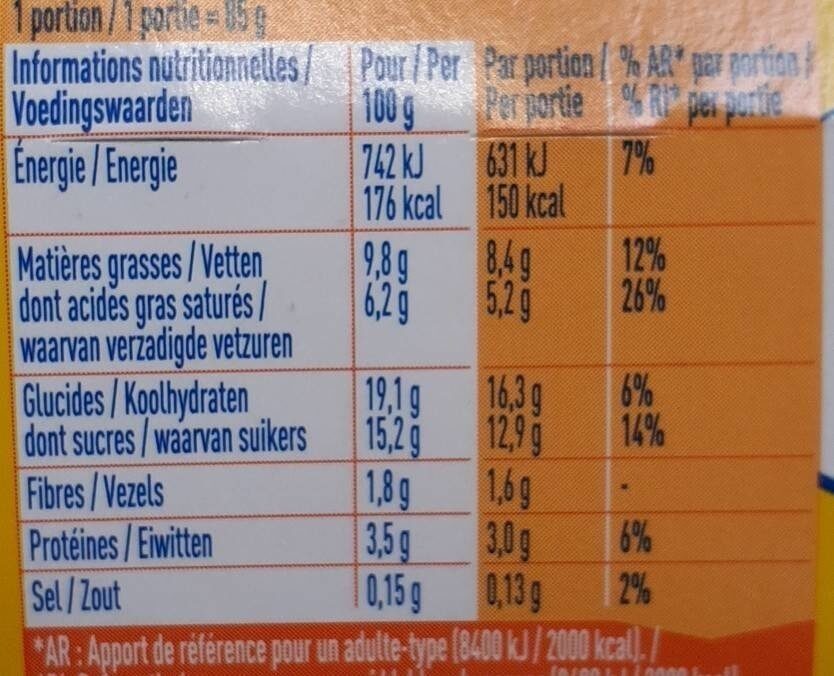 1 portion / 1 portie = 85 g
Informations nutritionnelles / Pour / Per Par portion / % AR* par portion /
Voedingswaarden 100 g Per portie % RI* per portie
Énergie / Energie 742 kJ 631 kJ 7%
176 kcal 150 kcal
Matières grasses / Vetten 9,8 g 8,4 g 12%
dont acides gras saturés / 6,2 g 5,2 g 26%
waarvan verzadigde vetzuren
Glucides / Koolhydraten 19,1 g 16,3 g 6%
dont sucres / waarvan suikers 15,2 g 12,9 g 14%
Fibres / Vezels 1,8 g 1,6 g -
Protéines / Eiwitten 3,5 g 3,0 g 6%
Sel / Zout 0,15 g 0,13 g 2%
*AR : Apport de référence pour un adulte-type (8400 kJ / 2000 kcal). /